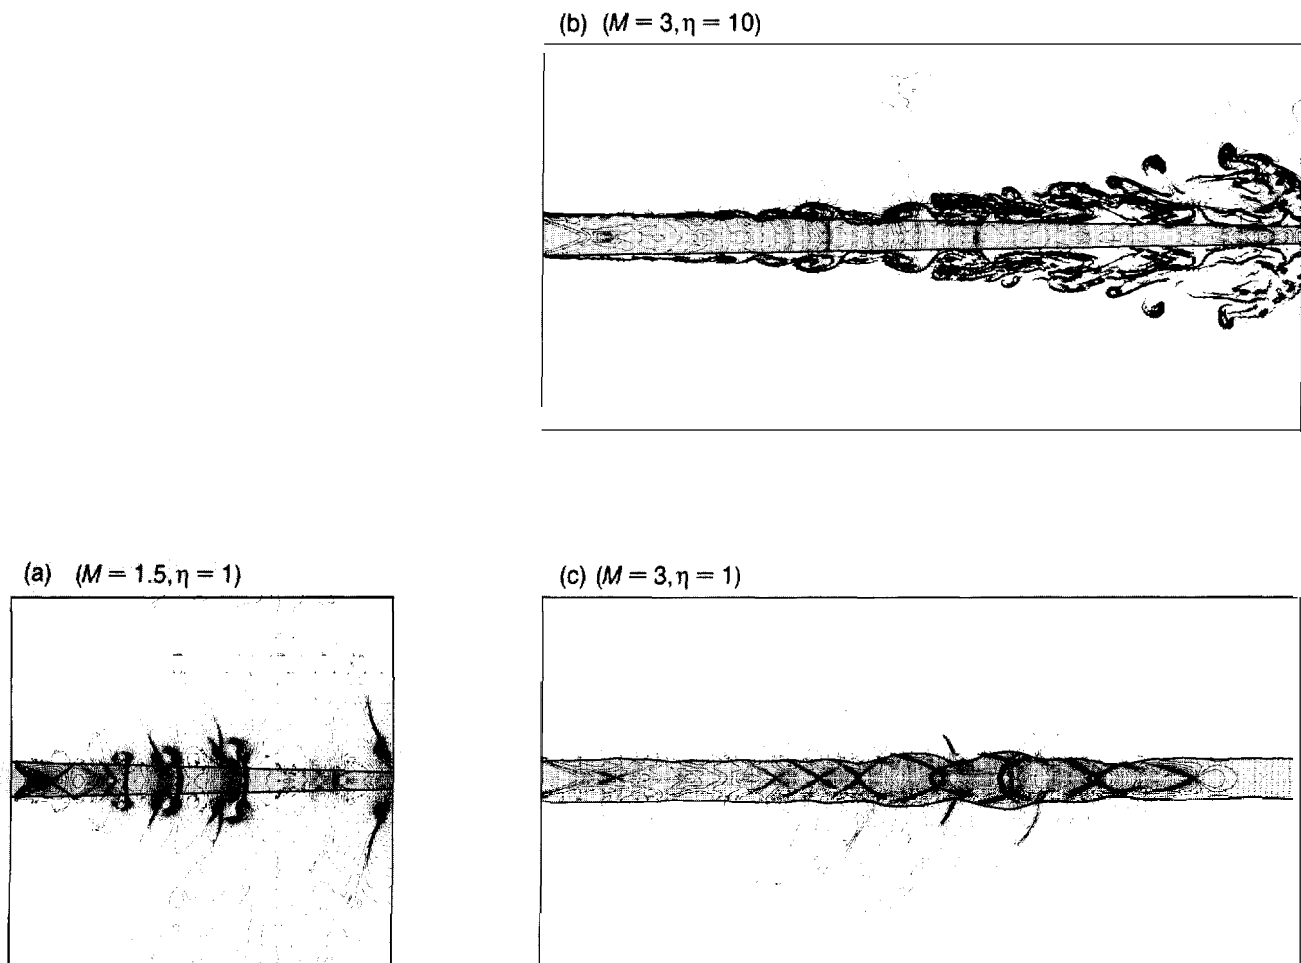 (b) (M = 3, η = 10)
(a) (M = 1.5, η = 1)
(c) (M = 3, η = 1)